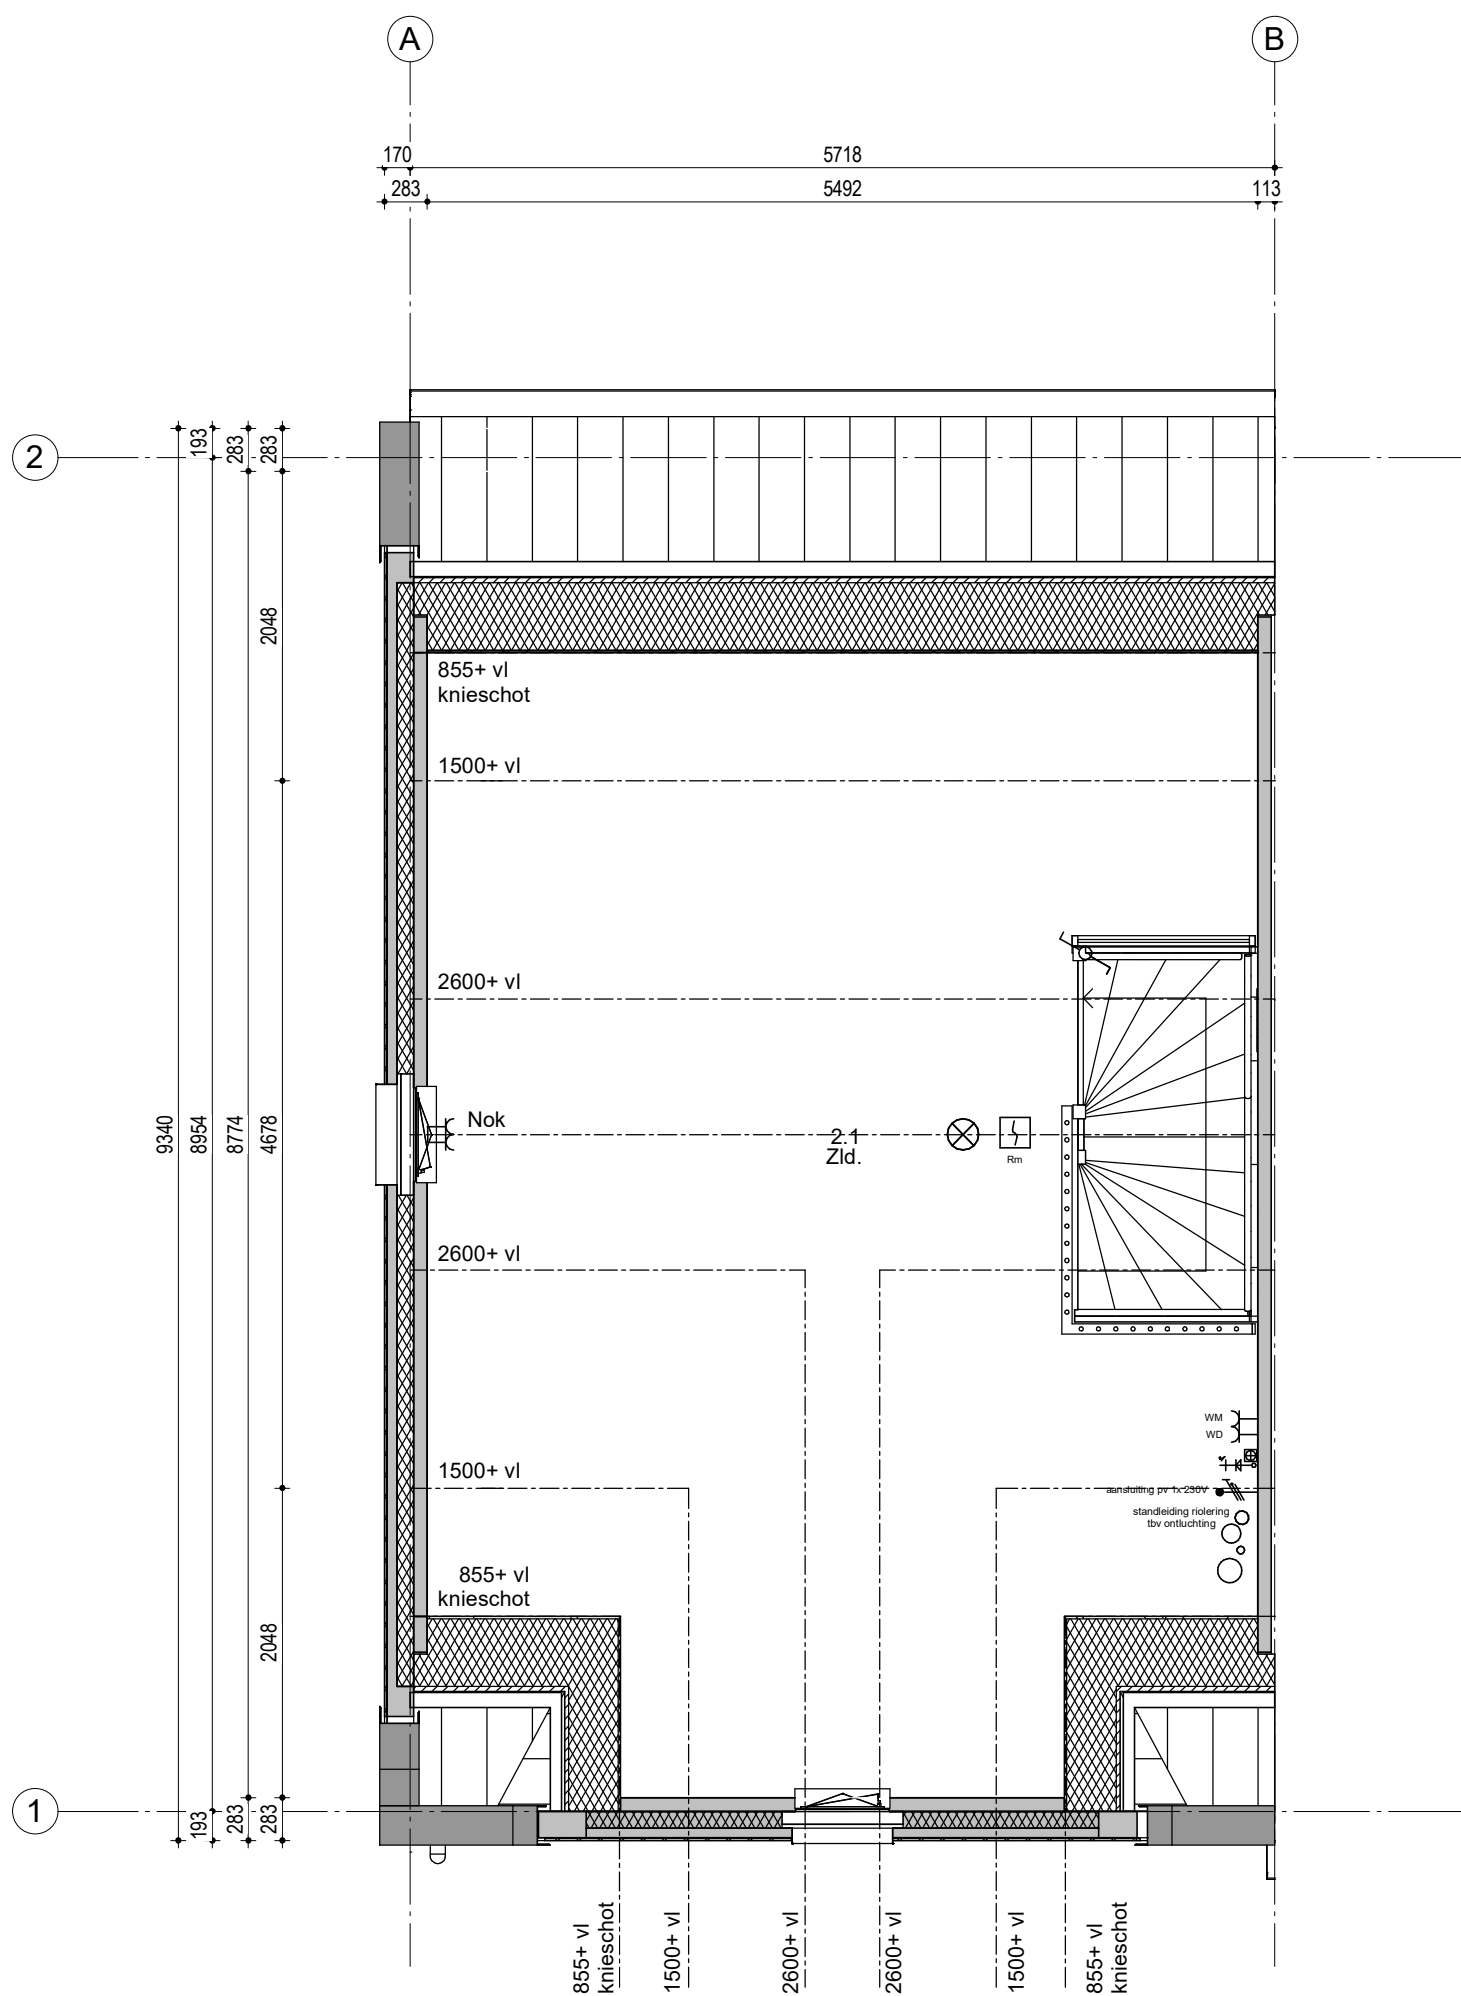 A
B
170
5718
283
5492
113
2
193
283
283
2048
855+ vl
knieschot
1500+ vl
2600+ vl
9340
8954
8774
4678
Nok
2.1
Zld.
Rm
2600+ vl
WM
WD
1500+ vl
aansluiting pv 1x 230V
standleiding riolering
tbv ontluchting
855+ vl
knieschot
2048
1
193
283
283
855+ vl
knieschot
1500+ vl
2600+ vl
2600+ vl
1500+ vl
855+ vl
knieschot